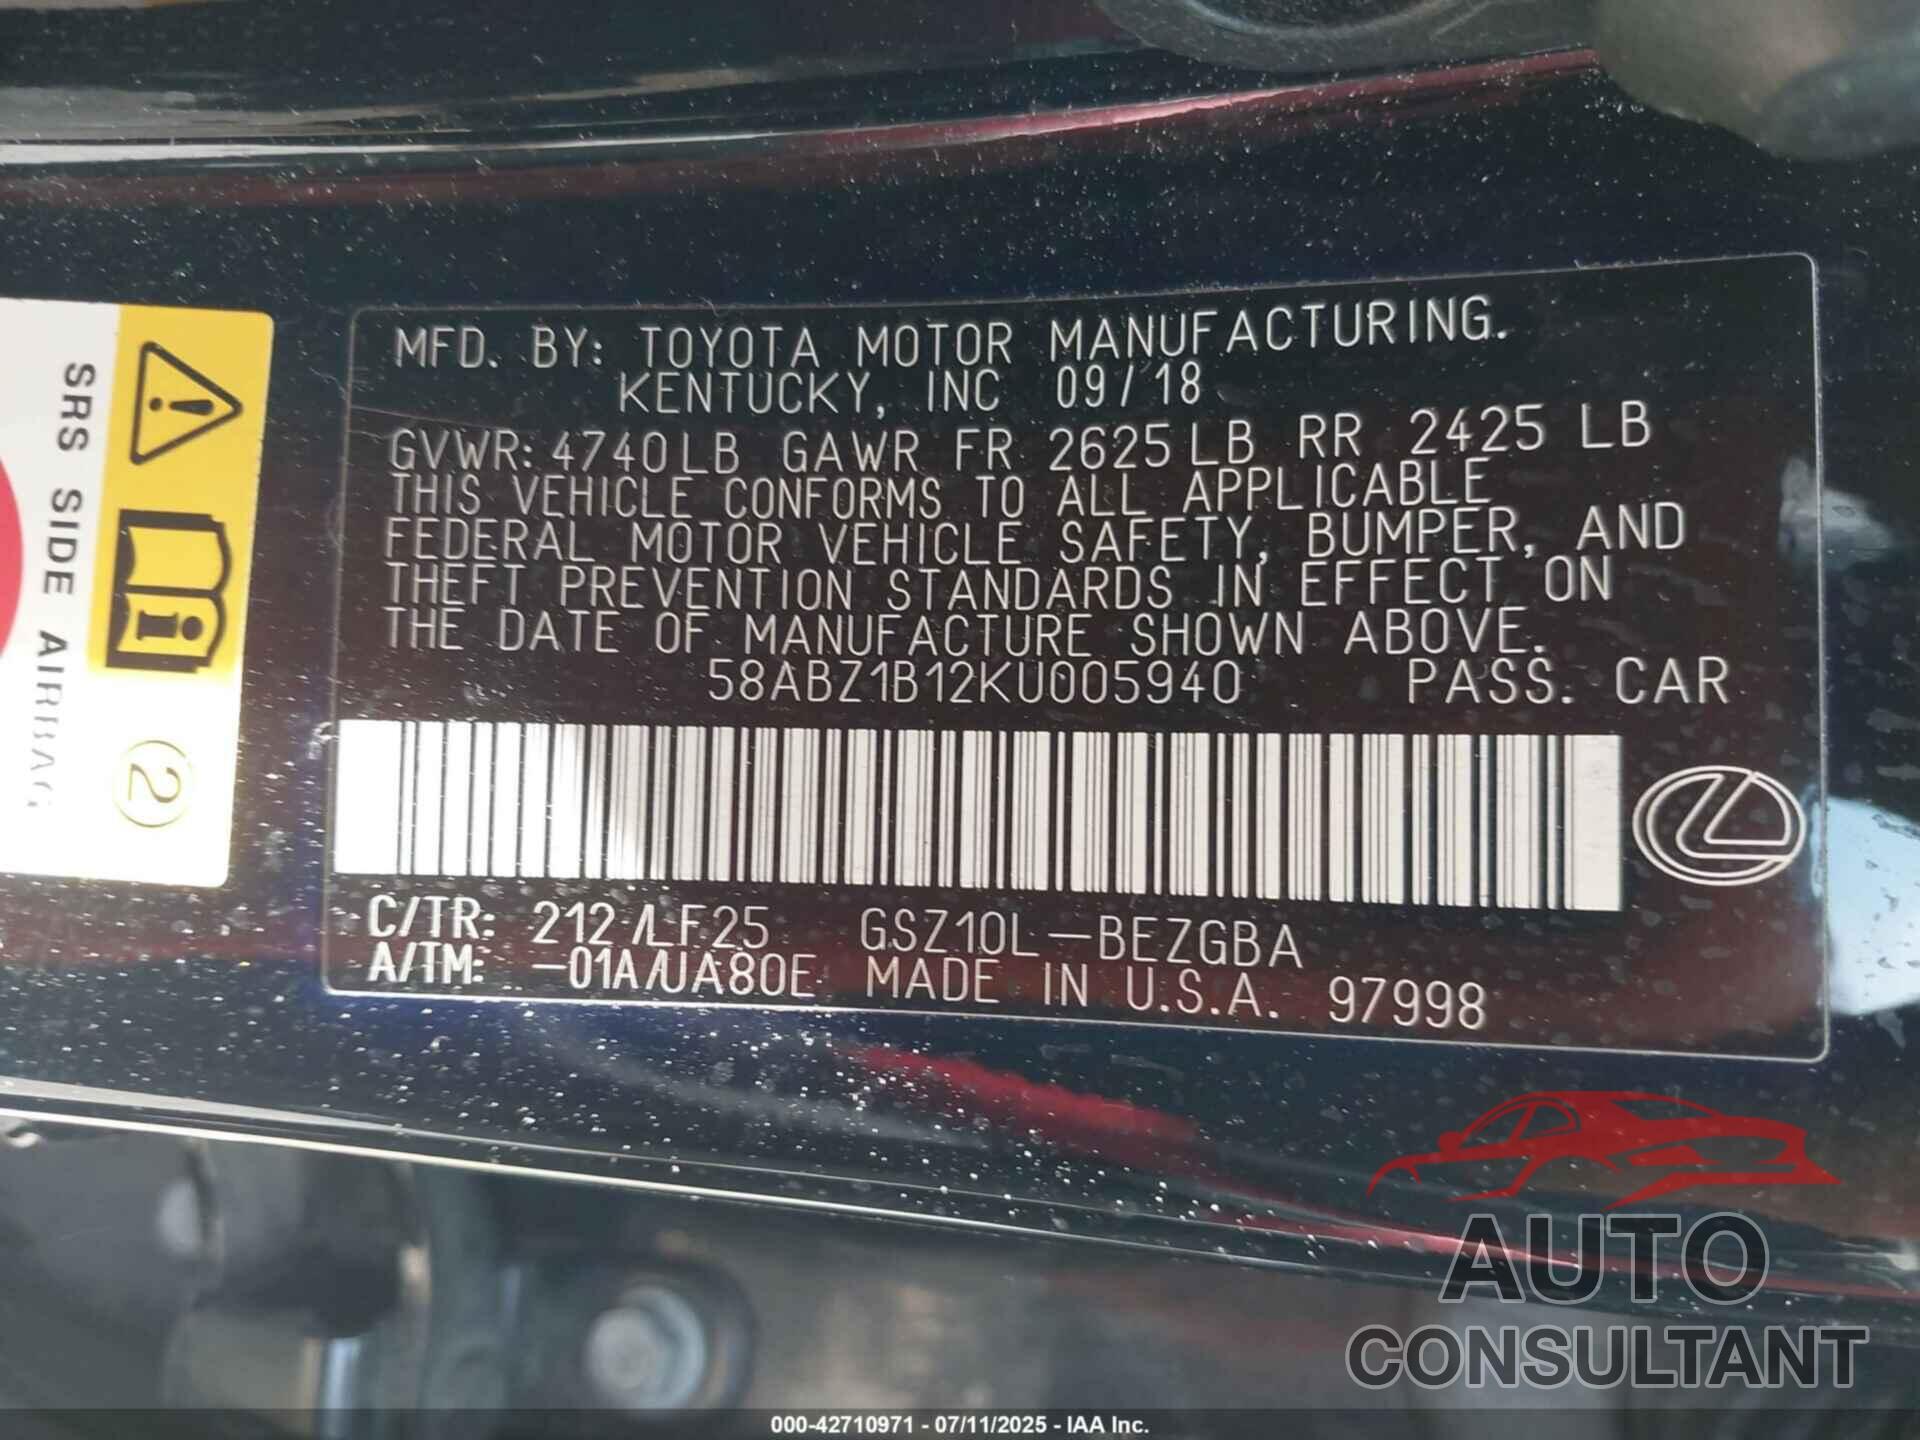 MFD. BY: TOYOTA MOTOR MANUFACTURING.
KENTUCKY, INC 09/18
GVWR: 4740LB GAWR FR 2625LB RR 2425 LB
THIS VEHICLE CONFORMS TO ALL APPLICABLE
FEDERAL MOTOR VEHICLE SAFETY, BUMPER, AND
THEFT PREVENTION STANDARDS IN EFFECT ON
THE DATE OF MANUFACTURE SHOWN ABOVE.
58ABZ1B12KU005940 PASS. CAR
C/TR: 212/LF25 GSZ10L-BEZGBA
A/TM: -01A/UA80E MADE IN U.S.A. 97998
SRS SIDE AIRBAG
2
AUTO
CONSULTANT
000-42710971 - 07/11/2025 - IAA Inc.